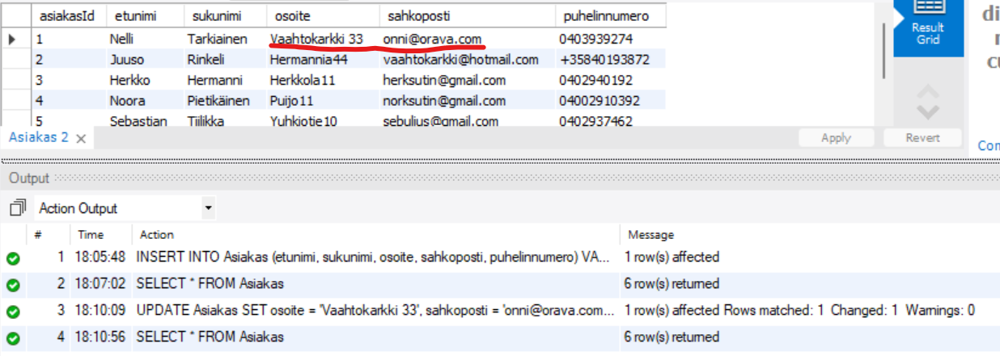 asiakasId etunimi sukunimi osoite sahkoposti puhelinnumero
1 Nelli Tarkiainen Vaahtokarkki 33 onni@orava.com 0403939274
2 Juuso Rinkeli Hermannia44 vaahtokarkki@hotmail.com +35840193872
3 Herkko Hermanni Herkkola11 herksutin@gmail.com 0402940192
4 Noora Pietikäinen Puijo11 norksutin@gmail.com 04002910392
5 Sebastian Tiilikka Yuhkiotie10 sebulius@gmail.com 0402937462
Result
Grid
di
Asiakas 2
Apply Revert
Con
Output
Action Output
# Time Action Message
1 18:05:48 INSERT INTO Asiakas (etunimi, sukunimi, osoite, sahkoposti, puhelinnumero) VA... 1 row(s) affected
2 18:07:02 SELECT * FROM Asiakas 6 row(s) returned
3 18:10:09 UPDATE Asiakas SET osoite = 'Vaahtokarkki 33', sahkoposti = 'onni@orava.com... 1 row(s) affected Rows matched: 1 Changed: 1 Warnings: 0
4 18:10:56 SELECT * FROM Asiakas 6 row(s) returned